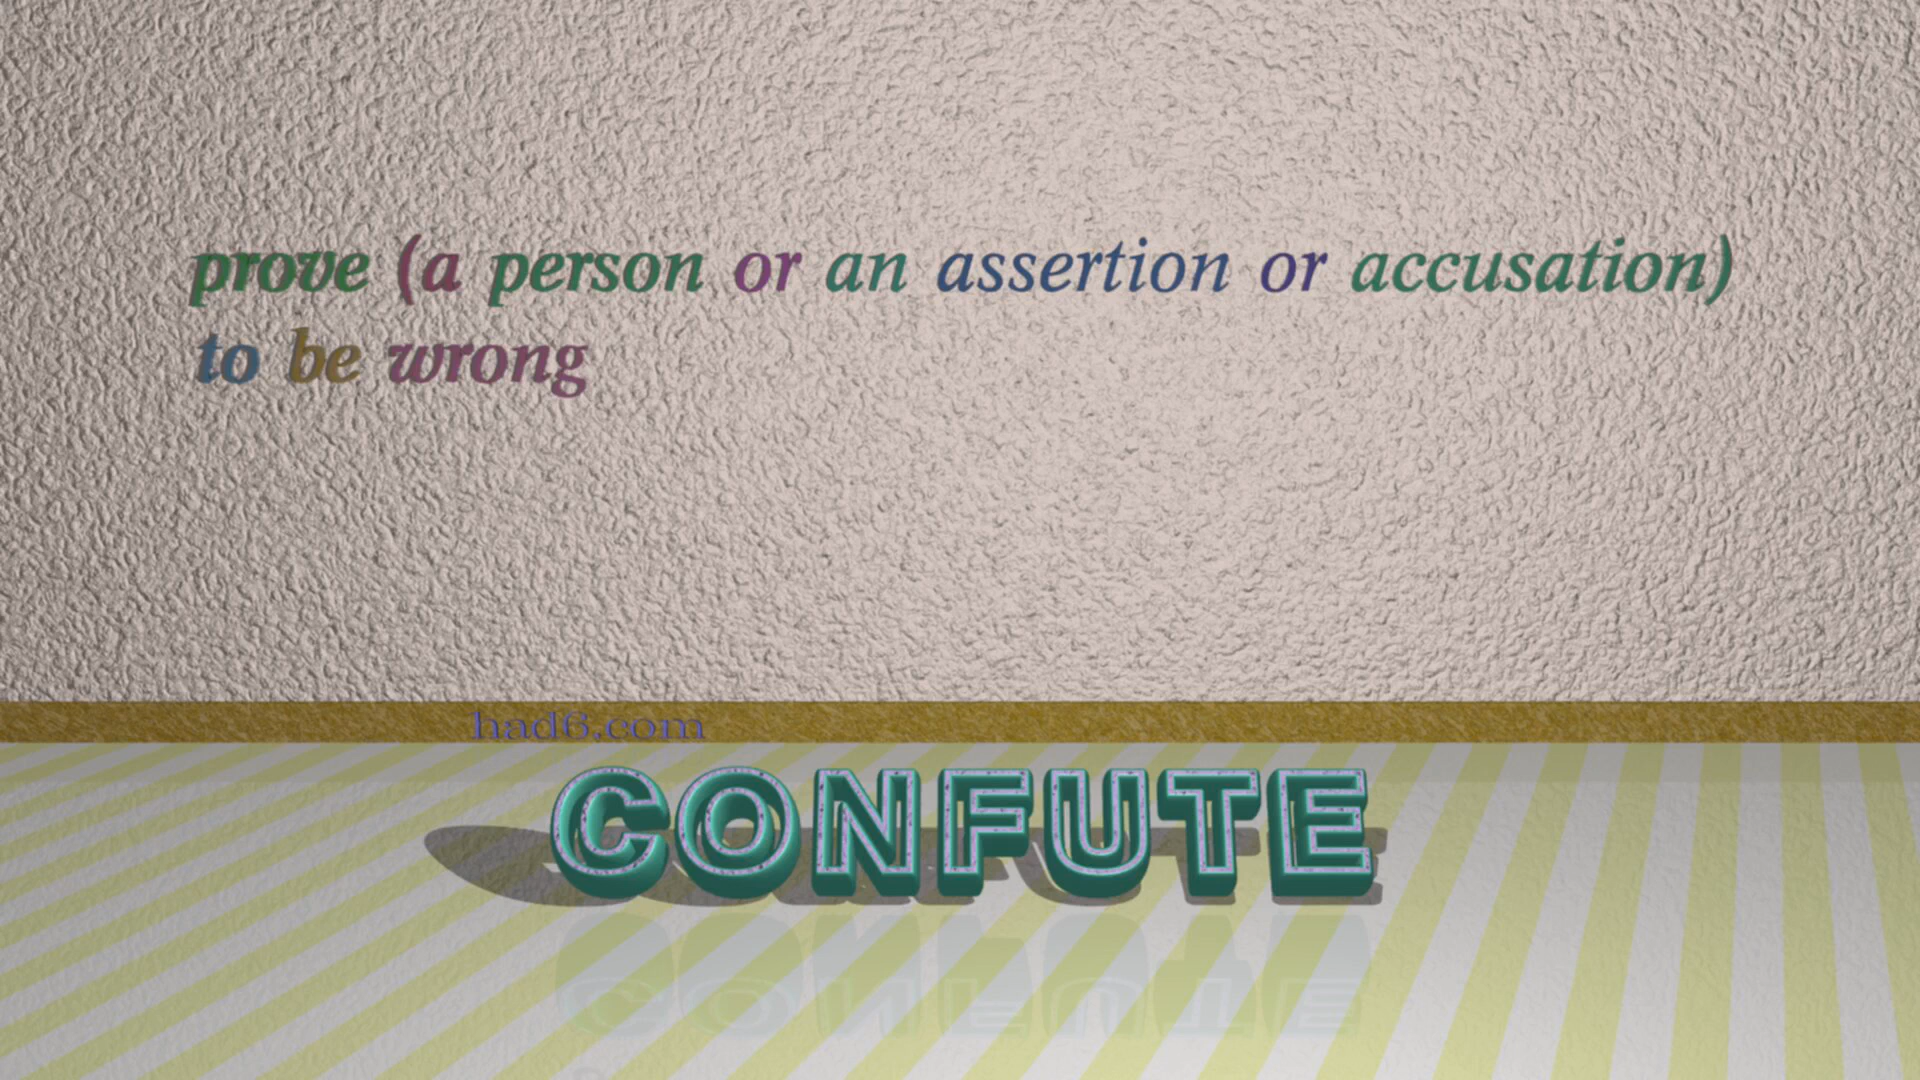 prove (a person or an assertion or accusation)
to be wrong
had6.com
CONFUTE